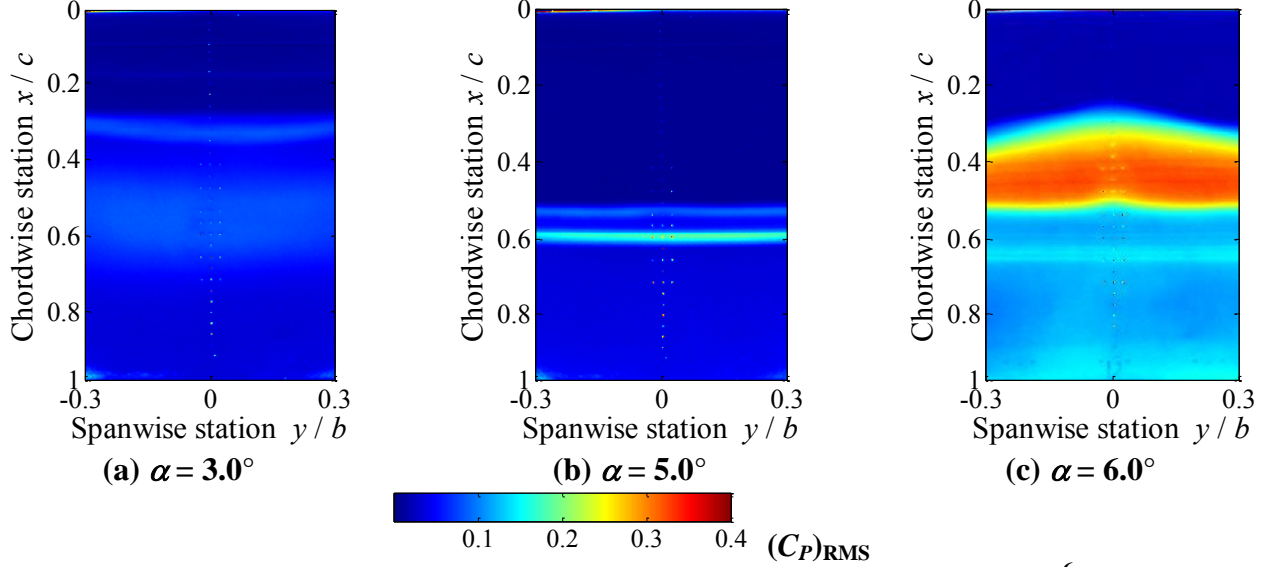 0
0.2
0.4
0.6
0.8
1
Chordwise station x / c
-0.3 0 0.3
Spanwise station y / b
(a) α = 3.0°
0
0.2
0.4
0.6
0.8
1
Chordwise station x / c
-0.3 0 0.3
Spanwise station y / b
(b) α = 5.0°
0
0.2
0.4
0.6
0.8
1
Chordwise station x / c
-0.3 0 0.3
Spanwise station y / b
(c) α = 6.0°
0.1 0.2 0.3 0.4 (CP)RMS